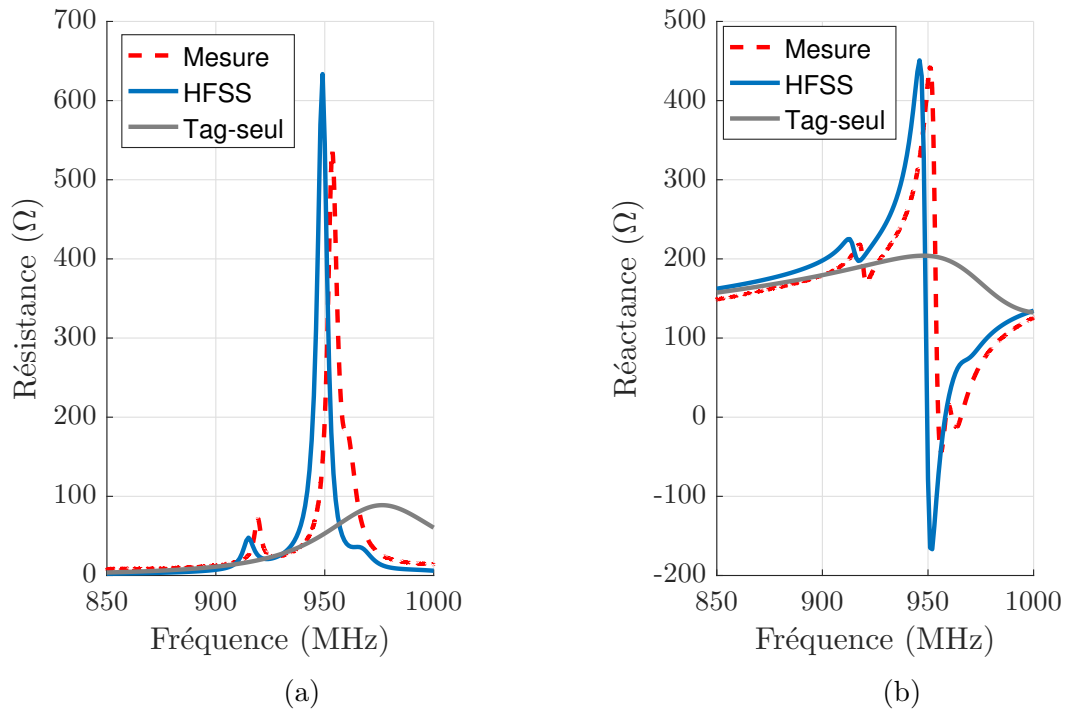 700
600
500
400
300
200
100
0
850
900
950
1000
Résistance (Ω)
Fréquence (MHz)
Mesure
HFSS
Tag-seul
(a)
500
400
300
200
100
0
-100
-200
850
900
950
1000
Réactance (Ω)
Fréquence (MHz)
Mesure
HFSS
Tag-seul
(b)